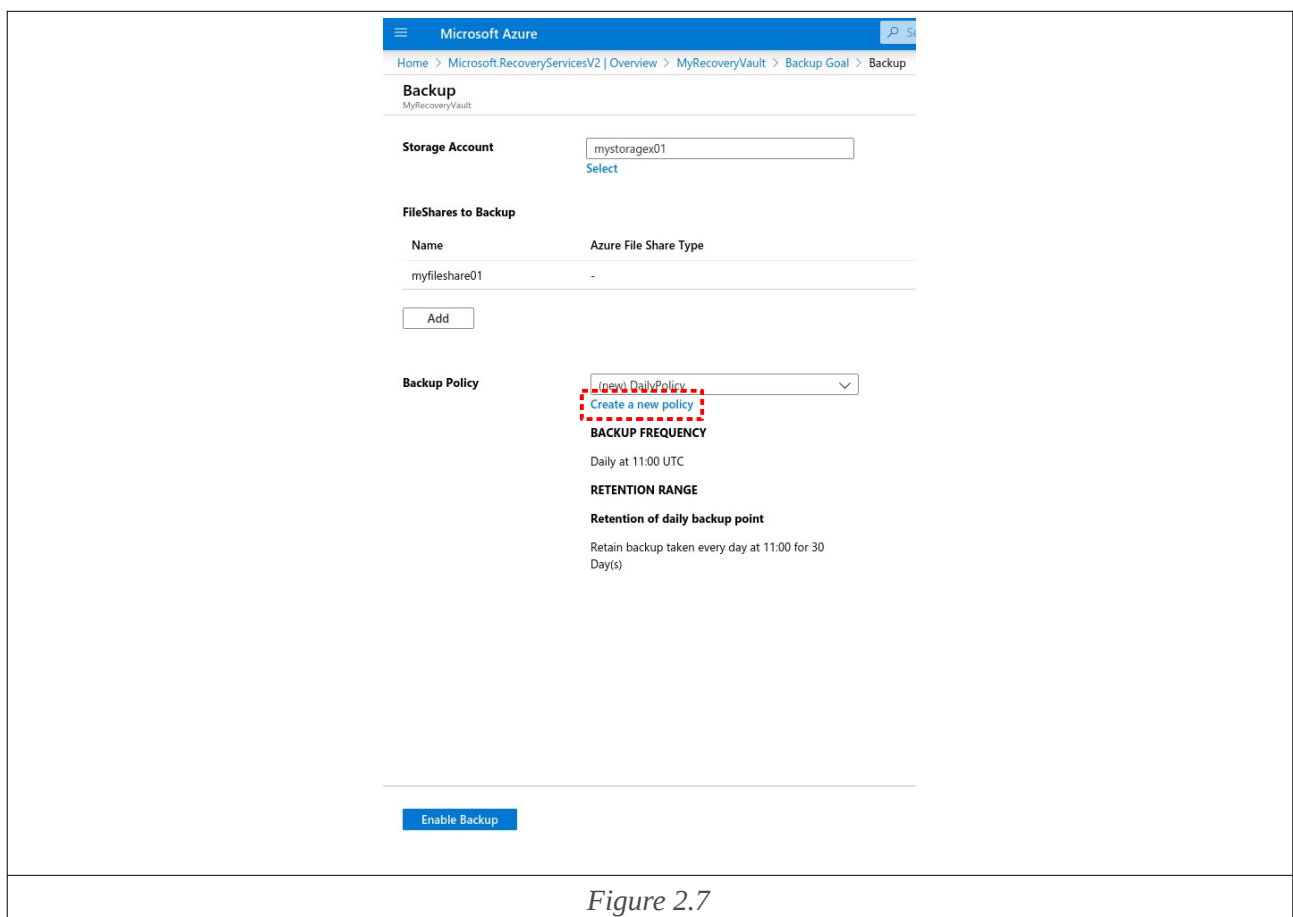 Microsoft Azure
Home > Microsoft.RecoveryServicesV2 | Overview > MyRecoveryVault > Backup Goal > Backup
Backup
MyRecoveryVault
Storage Account
mystoragex01
Select
FileShares to Backup
Name Azure File Share Type
myfileshare01 -
Add
Backup Policy
(new) DailyPolicy
Create a new policy
BACKUP FREQUENCY
Daily at 11:00 UTC
RETENTION RANGE
Retention of daily backup point
Retain backup taken every day at 11:00 for 30
Day(s)
Enable Backup
Figure 2.7